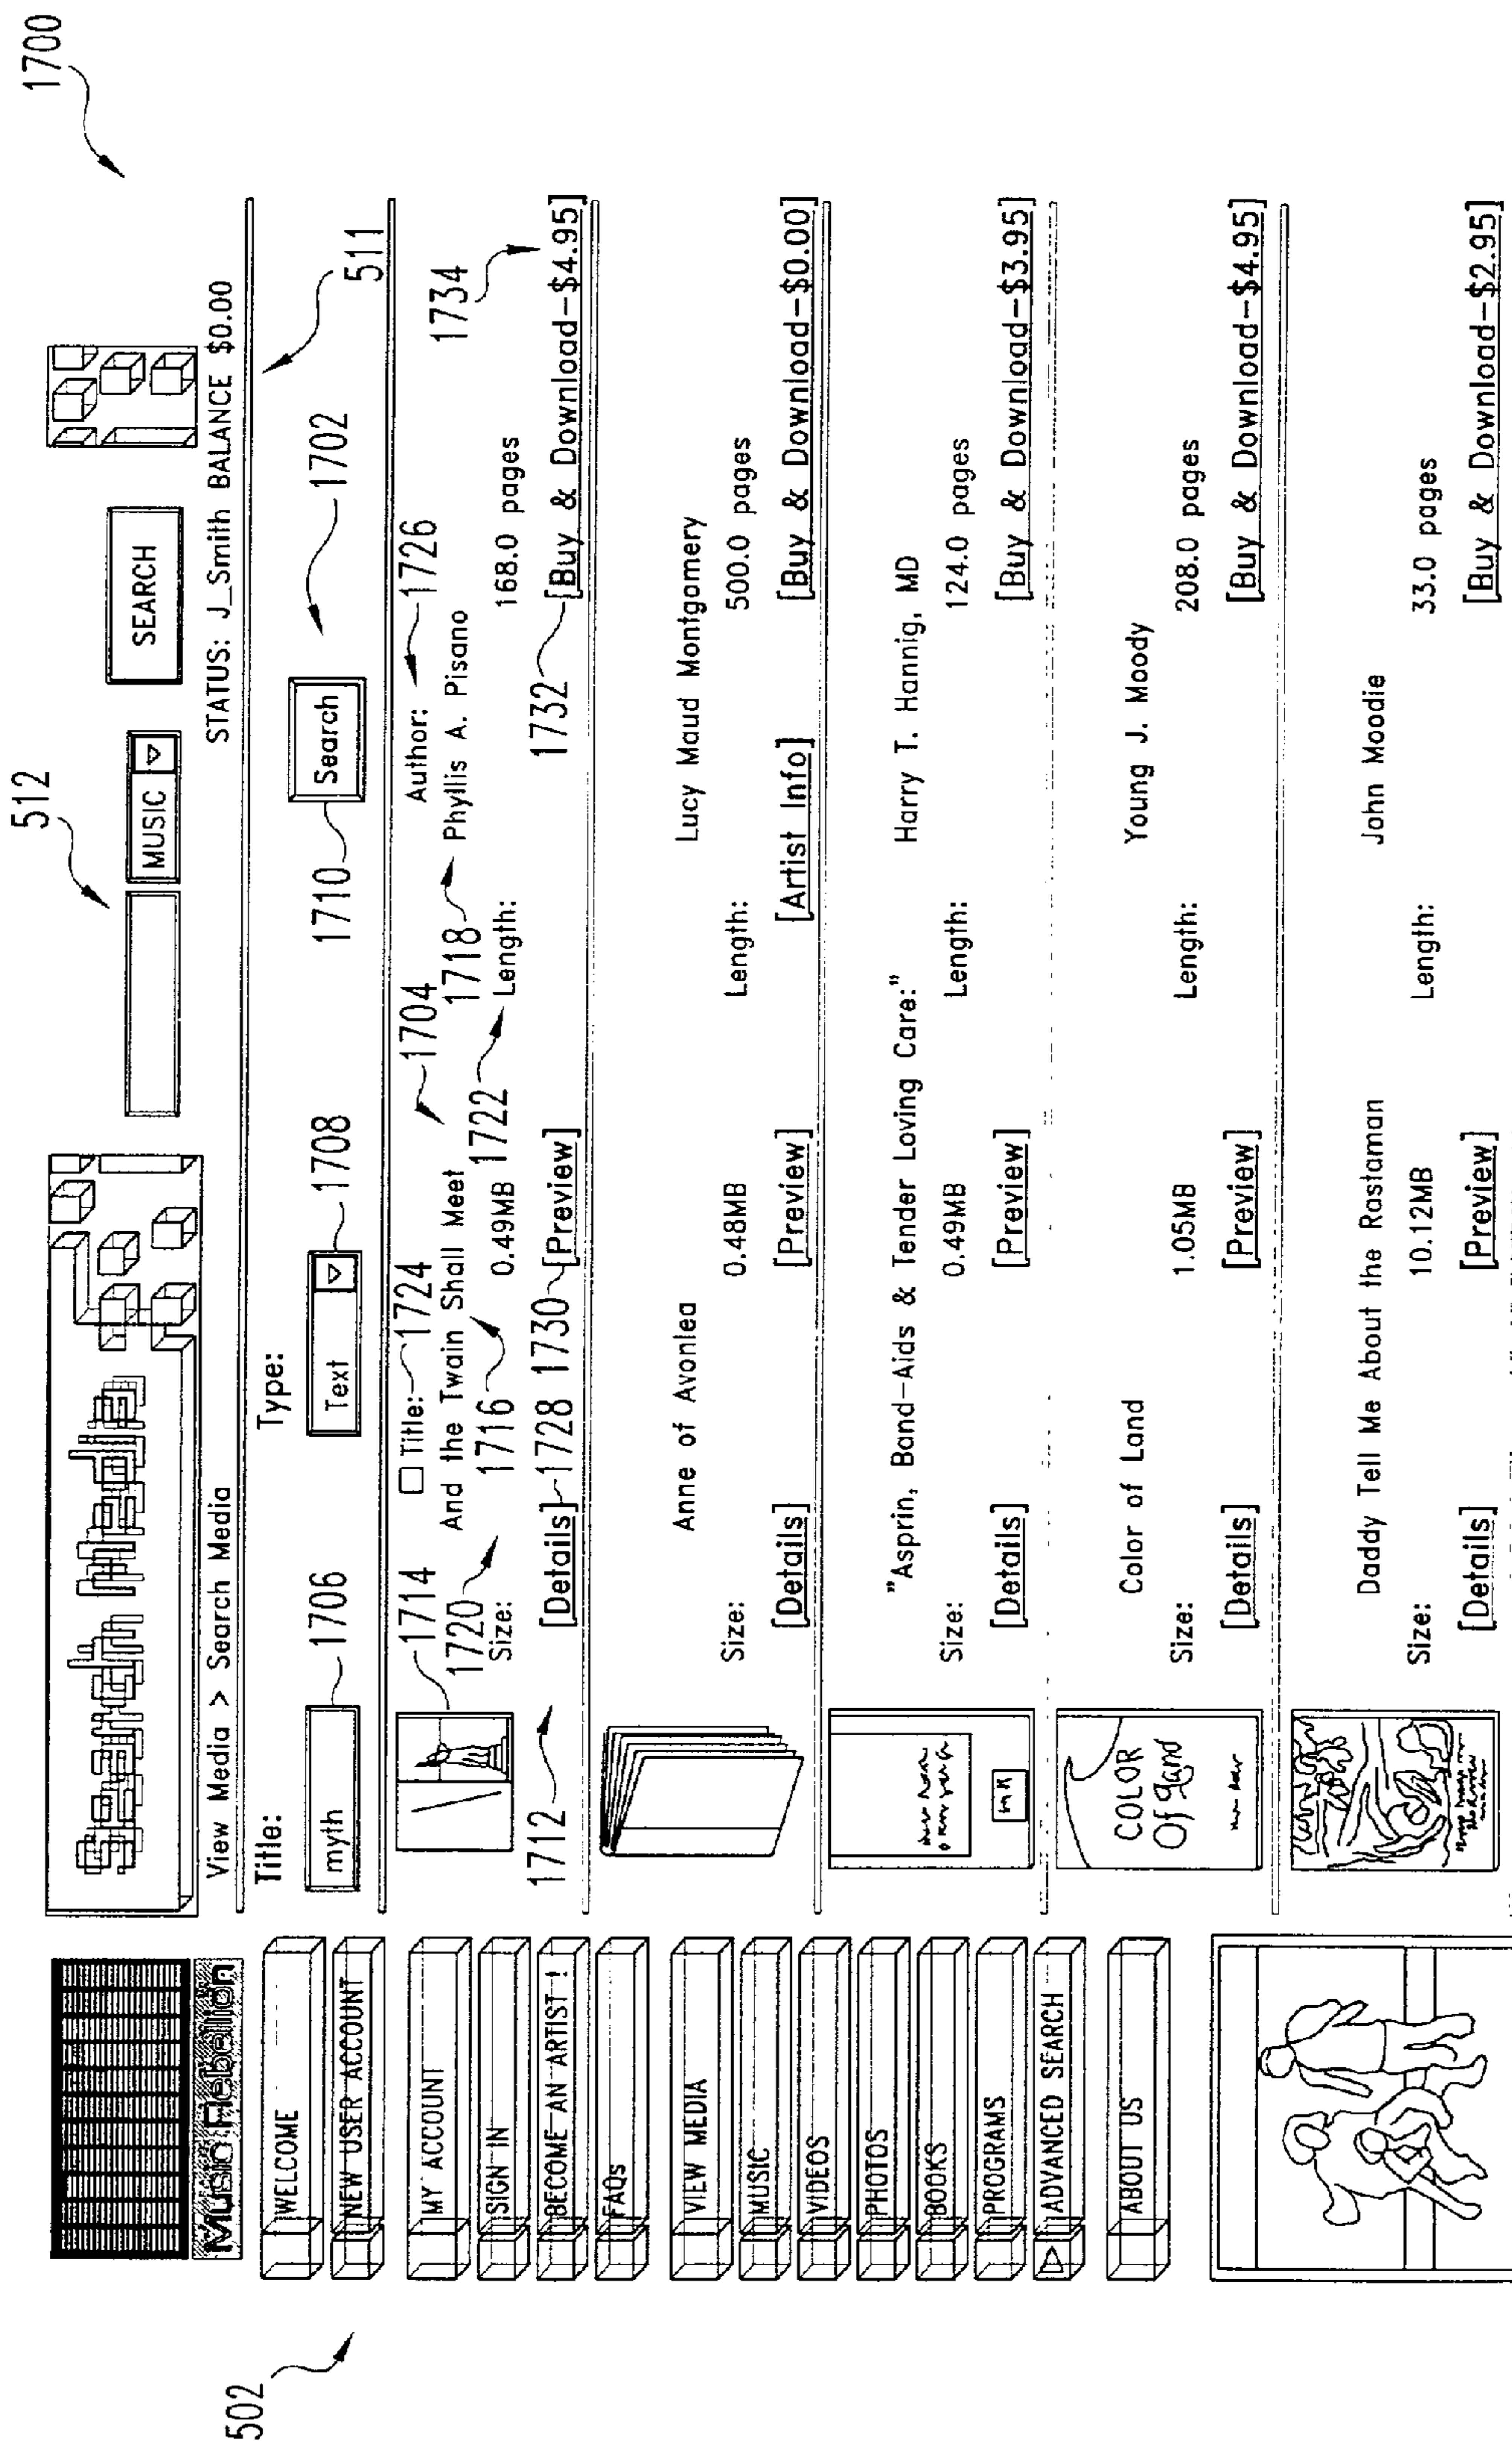 1700
512
Search Media
MUSIC
SEARCH
STATUS: J_Smith BALANCE $0.00
View Media > Search Media
511
1702
Title:
Type:
myth
1706
Text
1708
1710
Search
1714
Title:
1724
1704
Author:
1726
And the Twain Shall Meet
1718
Phyllis A. Pisano
1720
1716
1722
1734
Size:
0.49MB
Length:
168.0 pages
1712
[Details]
1728
1730
[Preview]
1732
[Buy & Download-$4.95]
Anne of Avonlea
Lucy Maud Montgomery
Size:
0.48MB
Length:
500.0 pages
[Details]
[Preview]
[Artist Info]
[Buy & Download-$0.00]
"Asprin, Band-Aids & Tender Loving Care:"
Harry T. Hannig, MD
Size:
0.49MB
Length:
124.0 pages
[Details]
[Preview]
[Buy & Download-$3.95]
COLOR
Of Land
Color of Land
Young J. Moody
Size:
1.05MB
Length:
208.0 pages
[Details]
[Preview]
[Buy & Download-$4.95]
Daddy Tell Me About the Rastaman
John Moodie
Size:
10.12MB
Length:
33.0 pages
[Details]
[Preview]
[Buy & Download-$2.95]
502
Music Rebellion
WELCOME
NEW USER ACCOUNT
MY ACCOUNT
SIGN IN
BECOME AN ARTIST !
FAQs
VIEW MEDIA
MUSIC
VIDEOS
PHOTOS
BOOKS
PROGRAMS
ADVANCED SEARCH
ABOUT US